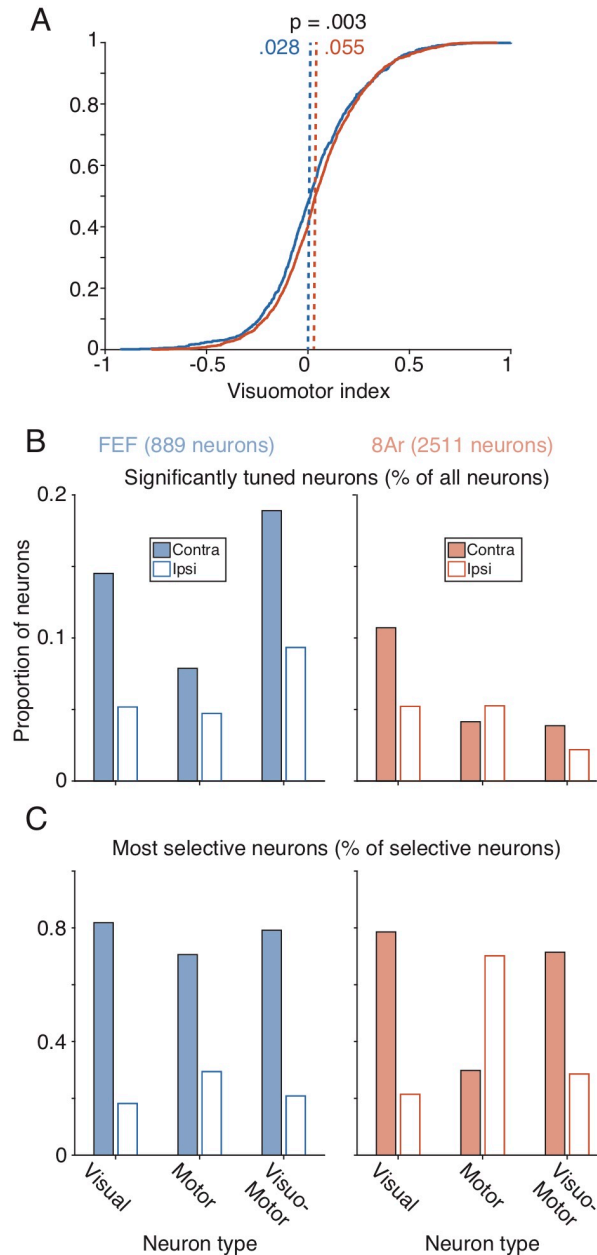 A
p = .003
.028 .055
1
0.8
0.6
0.4
0.2
0
-1 -0.5 0 0.5 1
Visuomotor index
B
FEF (889 neurons) 8Ar (2511 neurons)
Significantly tuned neurons (% of all neurons)
0.2
Contra
Ipsi
Contra
Ipsi
0.1
0
Proportion of neurons
C
Most selective neurons (% of selective neurons)
0.8
0.4
0
Visual
Motor
Visuo-
Motor
Visual
Motor
Visuo-
Motor
Neuron type Neuron type